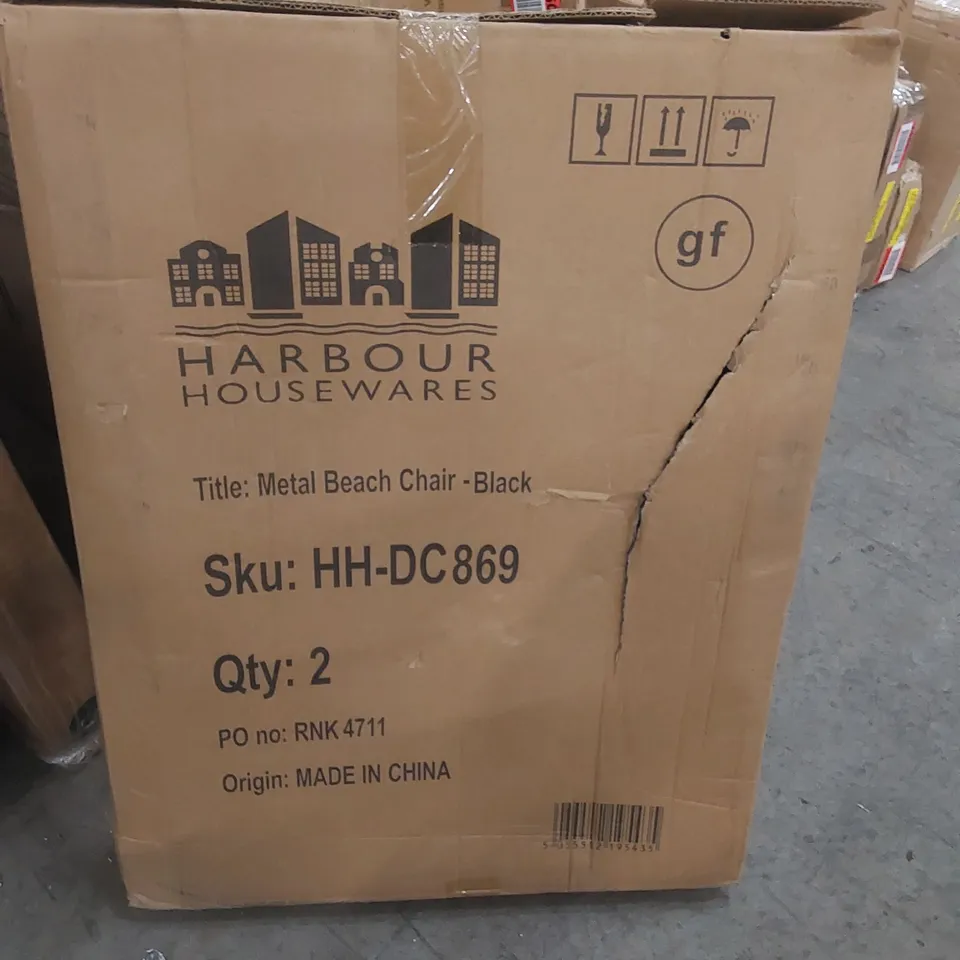 gf
HARBOUR
HOUSEWARES
Title: Metal Beach Chair -Black
Sku: HH-DC869
Qty: 2
PO no: RNK 4711
Origin: MADE IN CHINA